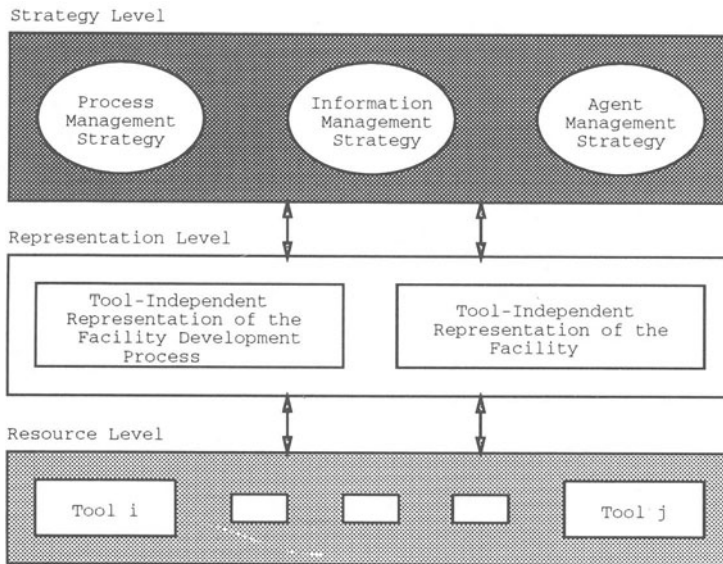 Strategy Level
Process
Management
Strategy
Information
Management
Strategy
Agent
Management
Strategy
Representation Level
Tool-Independent
Representation of the
Facility Development
Process
Tool-Independent
Representation of the
Facility
Resource Level
Tool i
Tool j